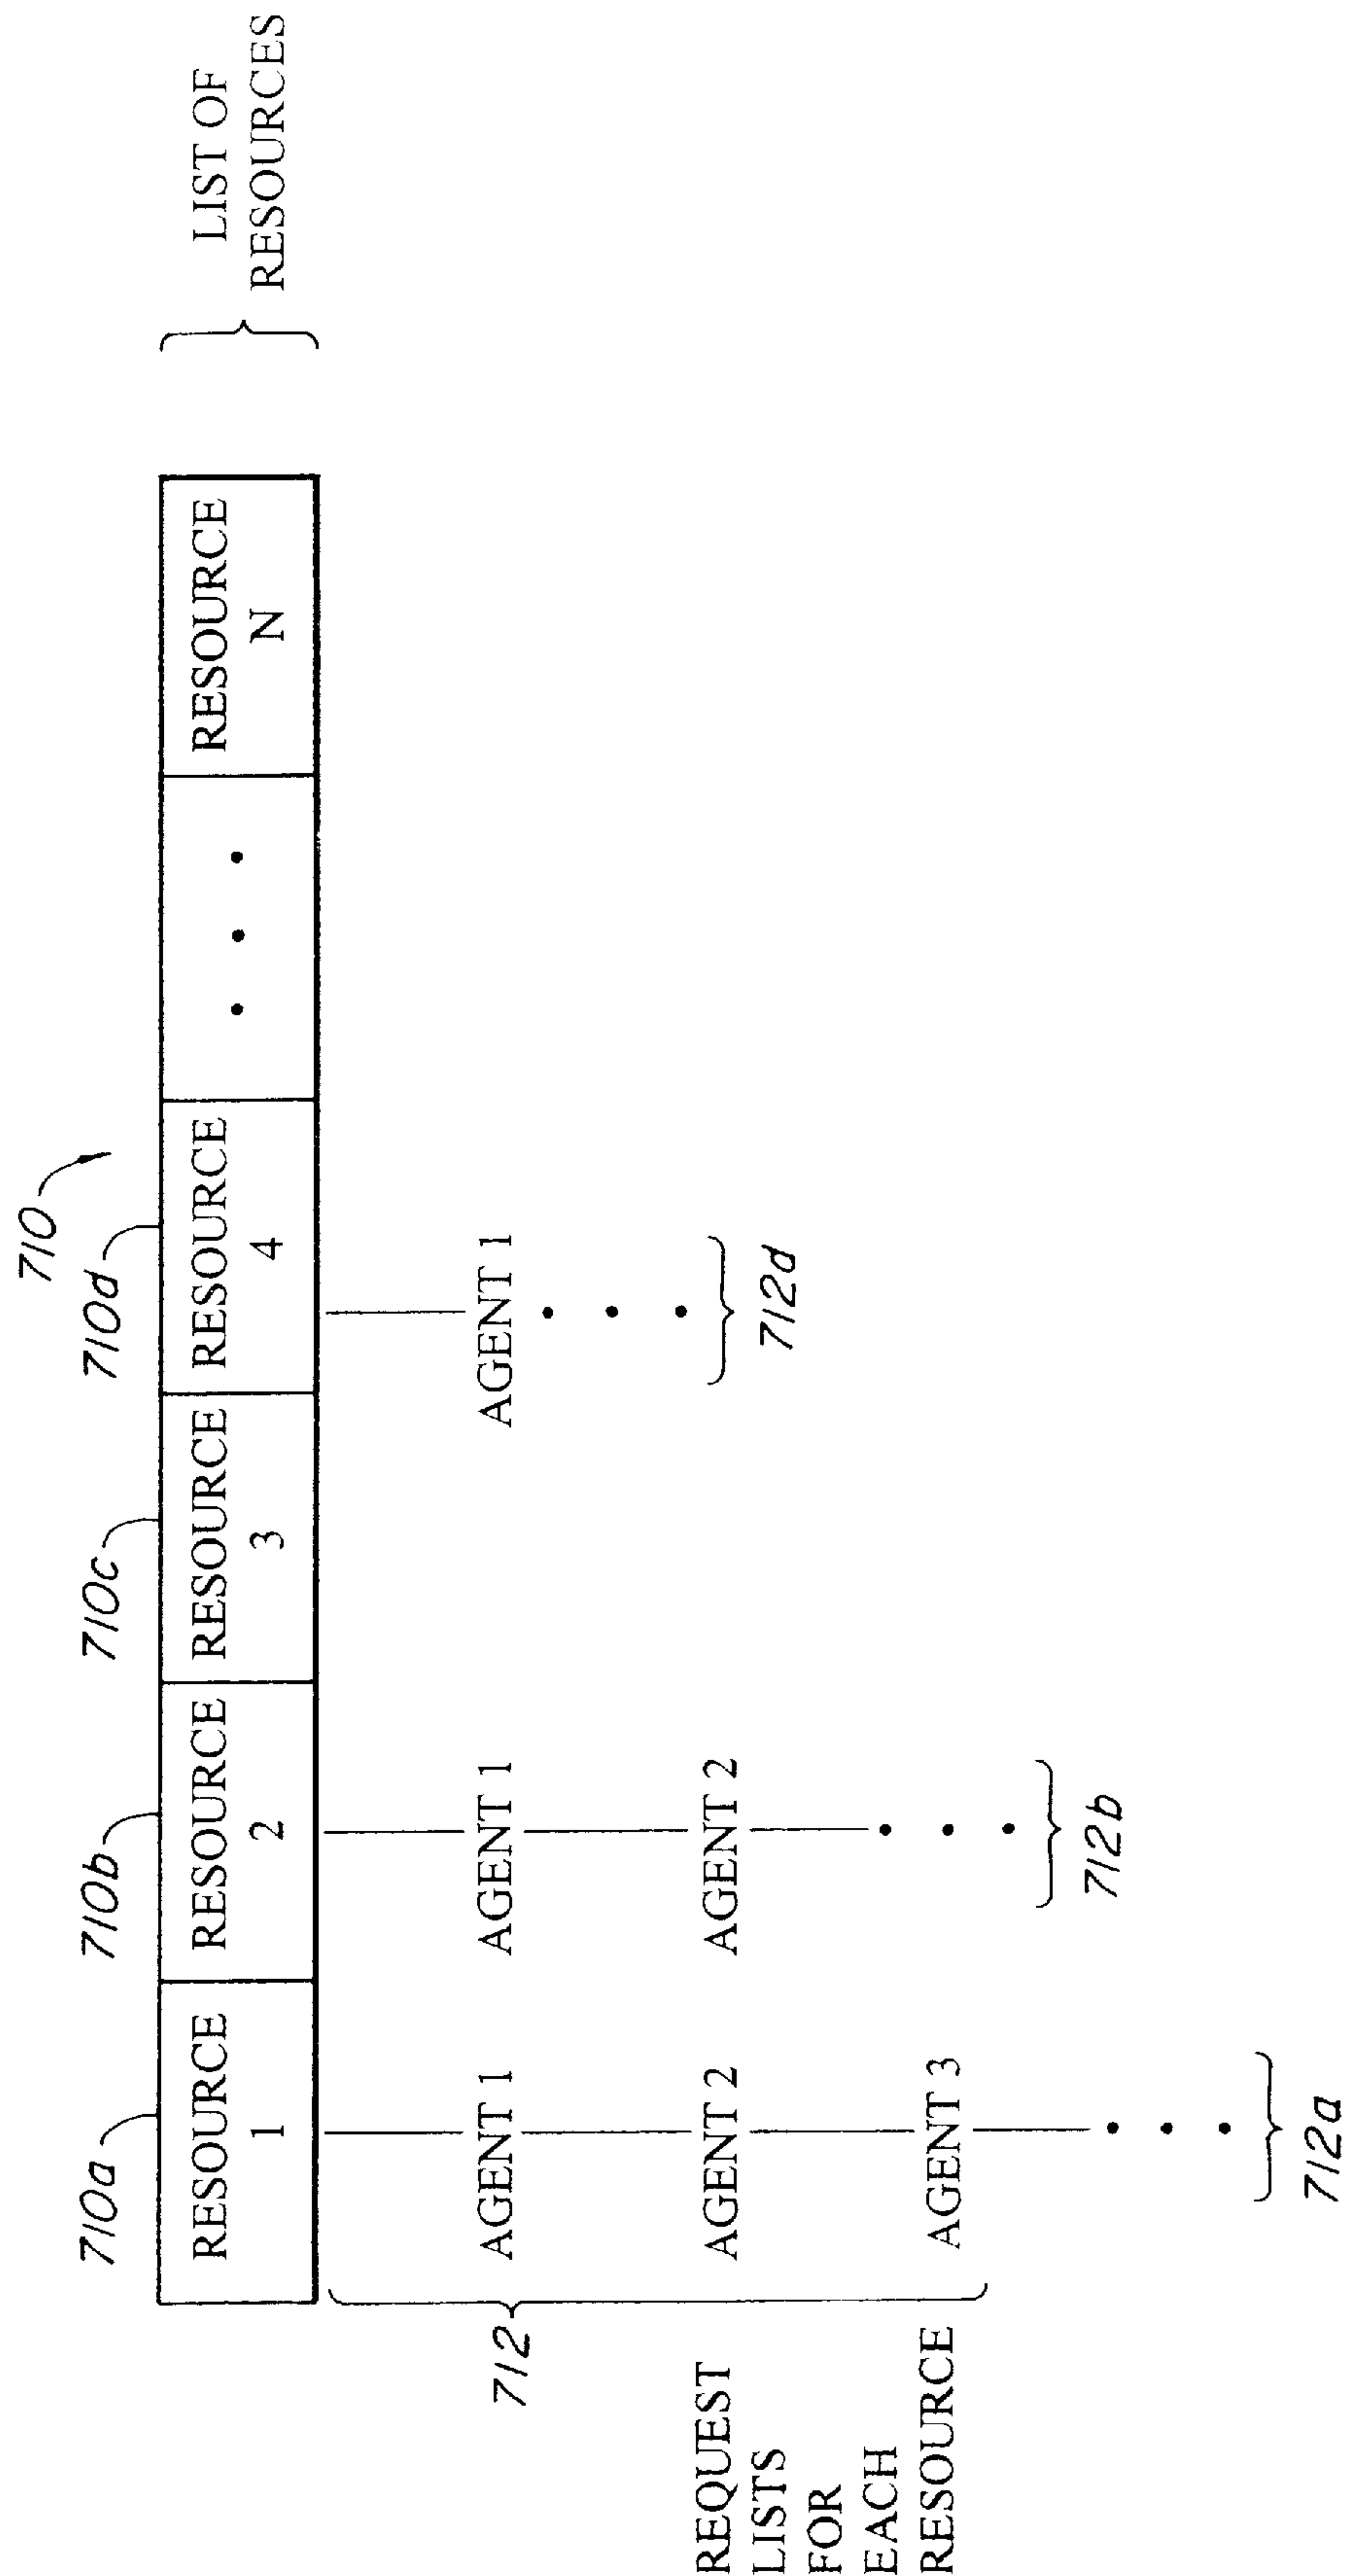 710
710a
710b
710c
710d
RESOURCE
1
RESOURCE
2
RESOURCE
3
RESOURCE
4
• • •
RESOURCE
N
LIST OF
RESOURCES
712
REQUEST
LISTS
FOR
EACH
RESOURCE
AGENT 1
AGENT 2
AGENT 3
712a
AGENT 1
AGENT 2
712b
AGENT 1
712d